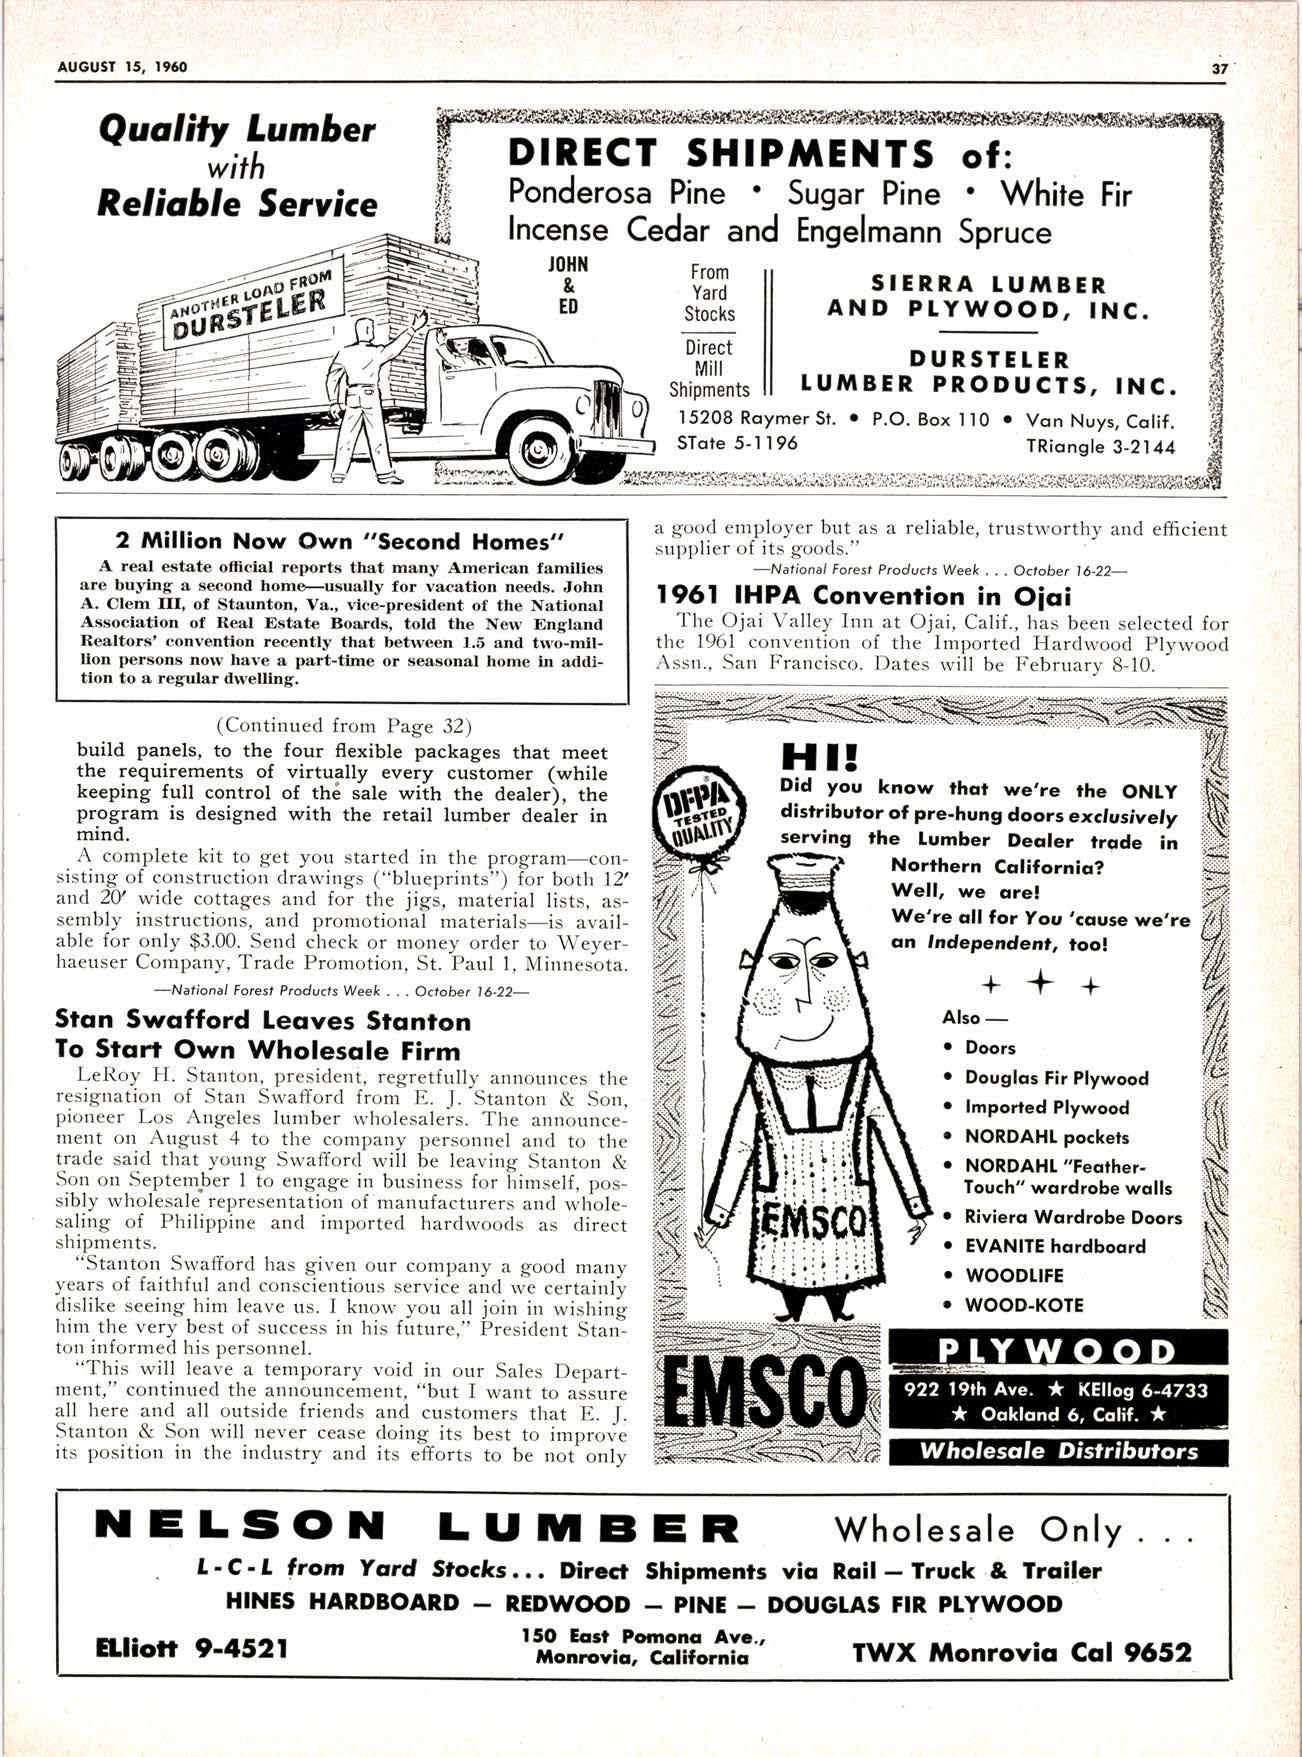 AUGUST 15, 1960
37
Quality Lumber
with
Reliable Service
ANOTHER LOAD FROM
DURSTELER
DIRECT SHIPMENTS of:
Ponderosa Pine • Sugar Pine • White Fir
Incense Cedar and Engelmann Spruce
JOHN
&
ED
From
Yard
Stocks
Direct
Mill
Shipments
SIERRA LUMBER
AND PLYWOOD, INC.
DURSTELER
LUMBER PRODUCTS, INC.
15208 Raymer St. • P.O. Box 110 • Van Nuys, Calif.
STate 5-1196 TRiangle 3-2144
2 Million Now Own "Second Homes"
A real estate official reports that many American families
are buying a second home—usually for vacation needs. John
A. Clem III, of Staunton, Va., vice-president of the National
Association of Real Estate Boards, told the New England
Realtors' convention recently that between 1.5 and two-mil-
lion persons now have a part-time or seasonal home in addi-
tion to a regular dwelling.
(Continued from Page 32)
build panels, to the four flexible packages that meet
the requirements of virtually every customer (while
keeping full control of the sale with the dealer), the
program is designed with the retail lumber dealer in
mind.
A complete kit to get you started in the program—con-
sisting of construction drawings ("blueprints") for both 12'
and 20' wide cottages and for the jigs, material lists, as-
sembly instructions, and promotional materials—is avail-
able for only $3.00. Send check or money order to Weyer-
haeuser Company, Trade Promotion, St. Paul 1, Minnesota.
—National Forest Products Week . . . October 16-22—
Stan Swafford Leaves Stanton
To Start Own Wholesale Firm
LeRoy H. Stanton, president, regretfully announces the
resignation of Stan Swafford from E. J. Stanton & Son,
pioneer Los Angeles lumber wholesalers. The announce-
ment on August 4 to the company personnel and to the
trade said that young Swafford will be leaving Stanton &
Son on September 1 to engage in business for himself, pos-
sibly wholesale representation of manufacturers and whole-
saling of Philippine and imported hardwoods as direct
shipments.
"Stanton Swafford has given our company a good many
years of faithful and conscientious service and we certainly
dislike seeing him leave us. I know you all join in wishing
him the very best of success in his future," President Stan-
ton informed his personnel.
"This will leave a temporary void in our Sales Depart-
ment," continued the announcement, "but I want to assure
all here and all outside friends and customers that E. J.
Stanton & Son will never cease doing its best to improve
its position in the industry and its efforts to be not only
a good employer but as a reliable, trustworthy and efficient
supplier of its goods."
—National Forest Products Week . . . October 16-22—
1961 IHPA Convention in Ojai
The Ojai Valley Inn at Ojai, Calif., has been selected for
the 1961 convention of the Imported Hardwood Plywood
Assn., San Francisco. Dates will be February 8-10.
DFPA
®
TESTED
QUALITY
HI!
Did you know that we're the ONLY
distributor of pre-hung doors exclusively
serving the Lumber Dealer trade in
Northern California?
Well, we are!
We're all for You 'cause we're
an Independent, too!
Also —
• Doors
• Douglas Fir Plywood
• Imported Plywood
• NORDAHL pockets
• NORDAHL "Feather-
Touch" wardrobe walls
• Riviera Wardrobe Doors
• EVANITE hardboard
• WOODLIFE
• WOOD-KOTE
EMSCO
EMSCO
PLYWOOD
922 19th Ave. ★ KEllog 6-4733
★ Oakland 6, Calif. ★
Wholesale Distributors
NELSON LUMBER Wholesale Only . . .
L-C-L from Yard Stocks... Direct Shipments via Rail — Truck & Trailer
HINES HARDBOARD — REDWOOD — PINE — DOUGLAS FIR PLYWOOD
ELliott 9-4521
150 East Pomona Ave.,
Monrovia, California
TWX Monrovia Cal 9652